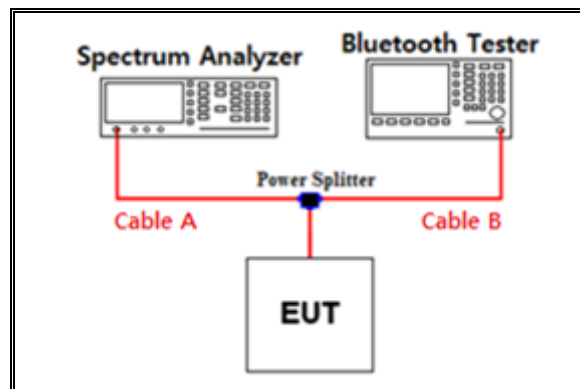 Spectrum Analyzer
Bluetooth Tester
Power Splitter
Cable A
Cable B
EUT